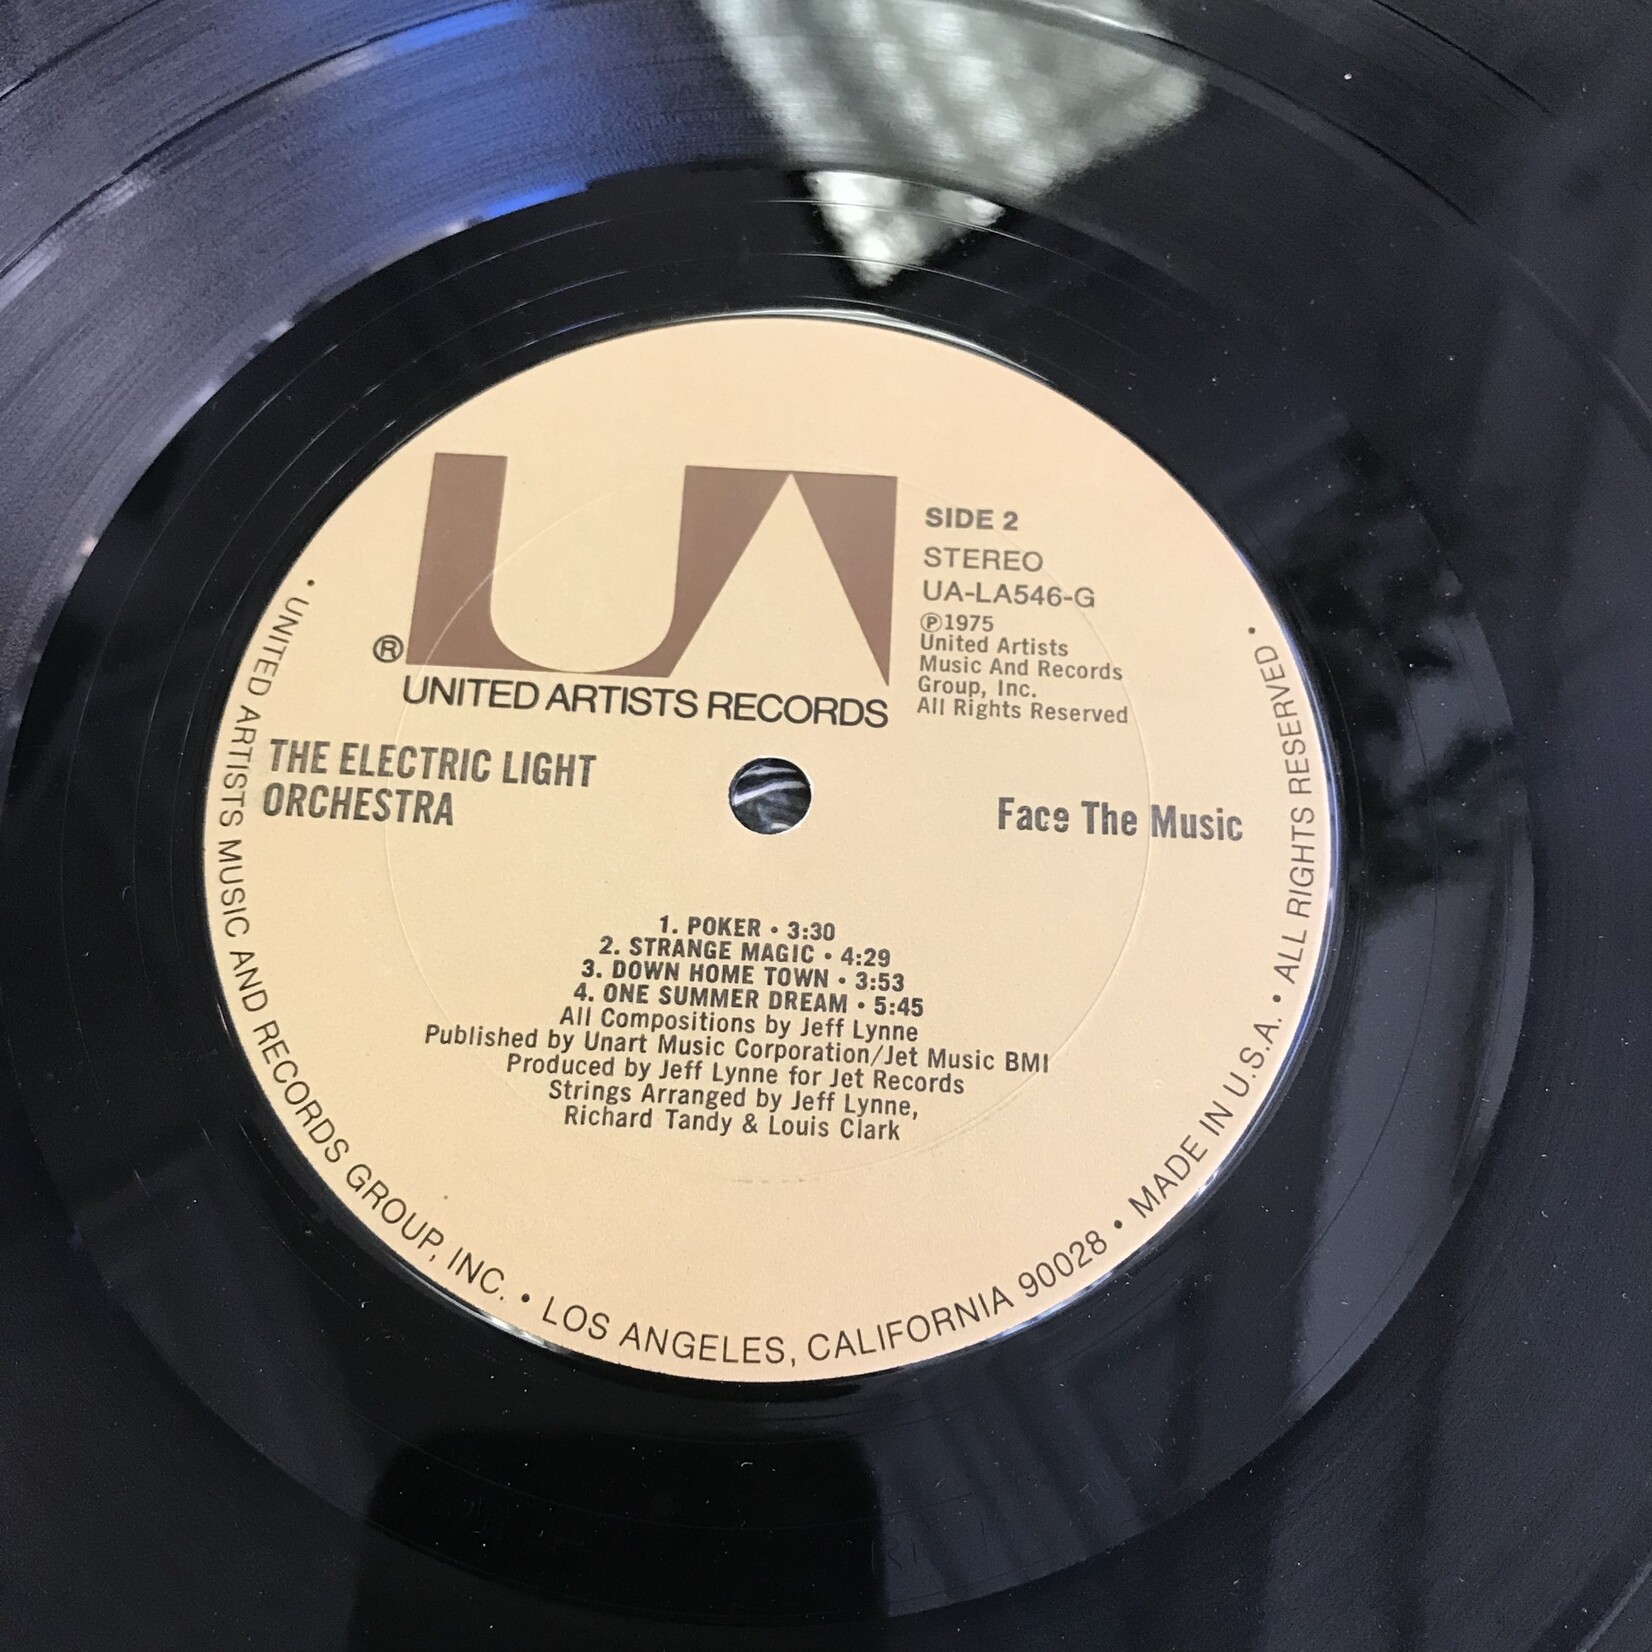 UA
®
UNITED ARTISTS RECORDS
SIDE 2
STEREO
UA-LA546-G
℗1975
United Artists
Music And Records
Group, Inc.
All Rights Reserved
THE ELECTRIC LIGHT
ORCHESTRA
Face The Music
1. POKER • 3:30
2. STRANGE MAGIC • 4:29
3. DOWN HOME TOWN • 3:53
4. ONE SUMMER DREAM • 5:45
All Compositions by Jeff Lynne
Published by Unart Music Corporation/Jet Music BMI
Produced by Jeff Lynne for Jet Records
Strings Arranged by Jeff Lynne,
Richard Tandy & Louis Clark
• UNITED ARTISTS MUSIC AND RECORDS GROUP, INC. • LOS ANGELES, CALIFORNIA 90028 • MADE IN U.S.A. • ALL RIGHTS RESERVED •